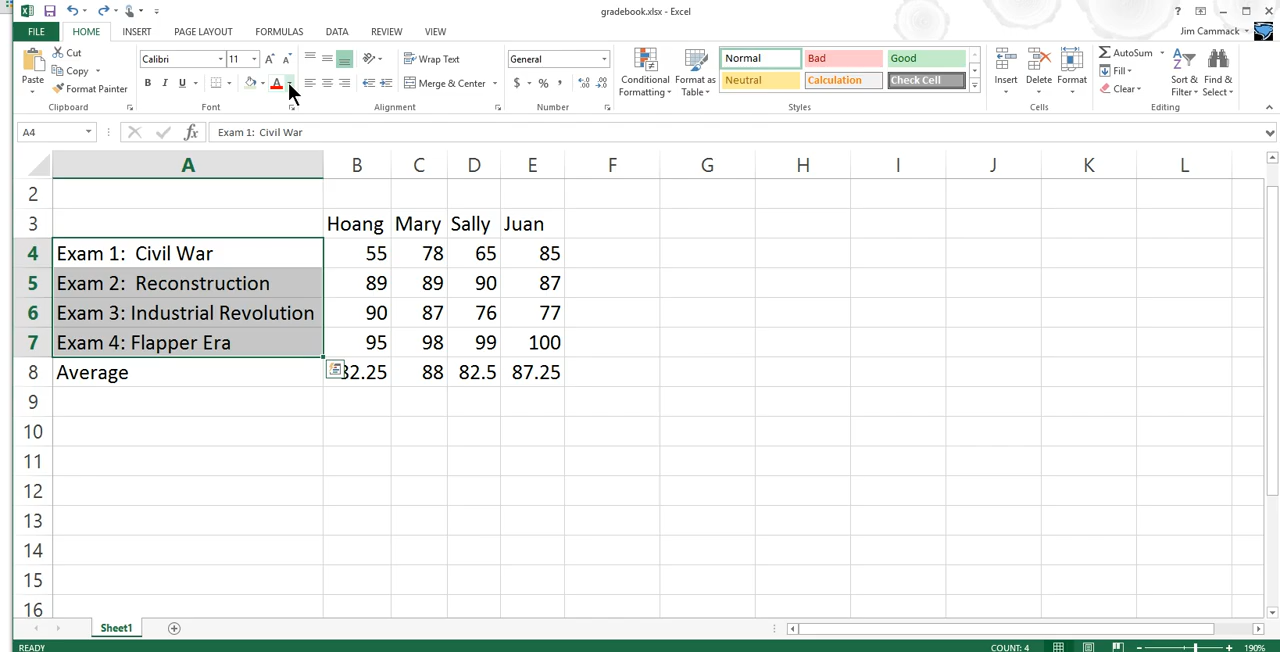 gradebook.xlsx - Excel
?
FILE HOME INSERT PAGE LAYOUT FORMULAS DATA REVIEW VIEW Jim Cammack
Paste
Cut
Copy
Format Painter
Clipboard
Calibri 11
B I U A
Font
Wrap Text
Merge & Center
Alignment
General
$ % ,
Number
Conditional Formatting
Format as Table
Normal Bad Good
Neutral Calculation Check Cell
Styles
Insert Delete Format
Cells
AutoSum
Fill
Clear
Sort & Filter
Find & Select
Editing
A4 fx Exam 1:  Civil War
A B C D E F G H I J K L
2
3 Hoang Mary Sally Juan
4 Exam 1:  Civil War 55 78 65 85
5 Exam 2:  Reconstruction 89 89 90 87
6 Exam 3: Industrial Revolution 90 87 76 77
7 Exam 4: Flapper Era 95 98 99 100
8 Average 82.25 88 82.5 87.25
9
10
11
12
13
14
15
16
Sheet1
READY COUNT: 4 190%